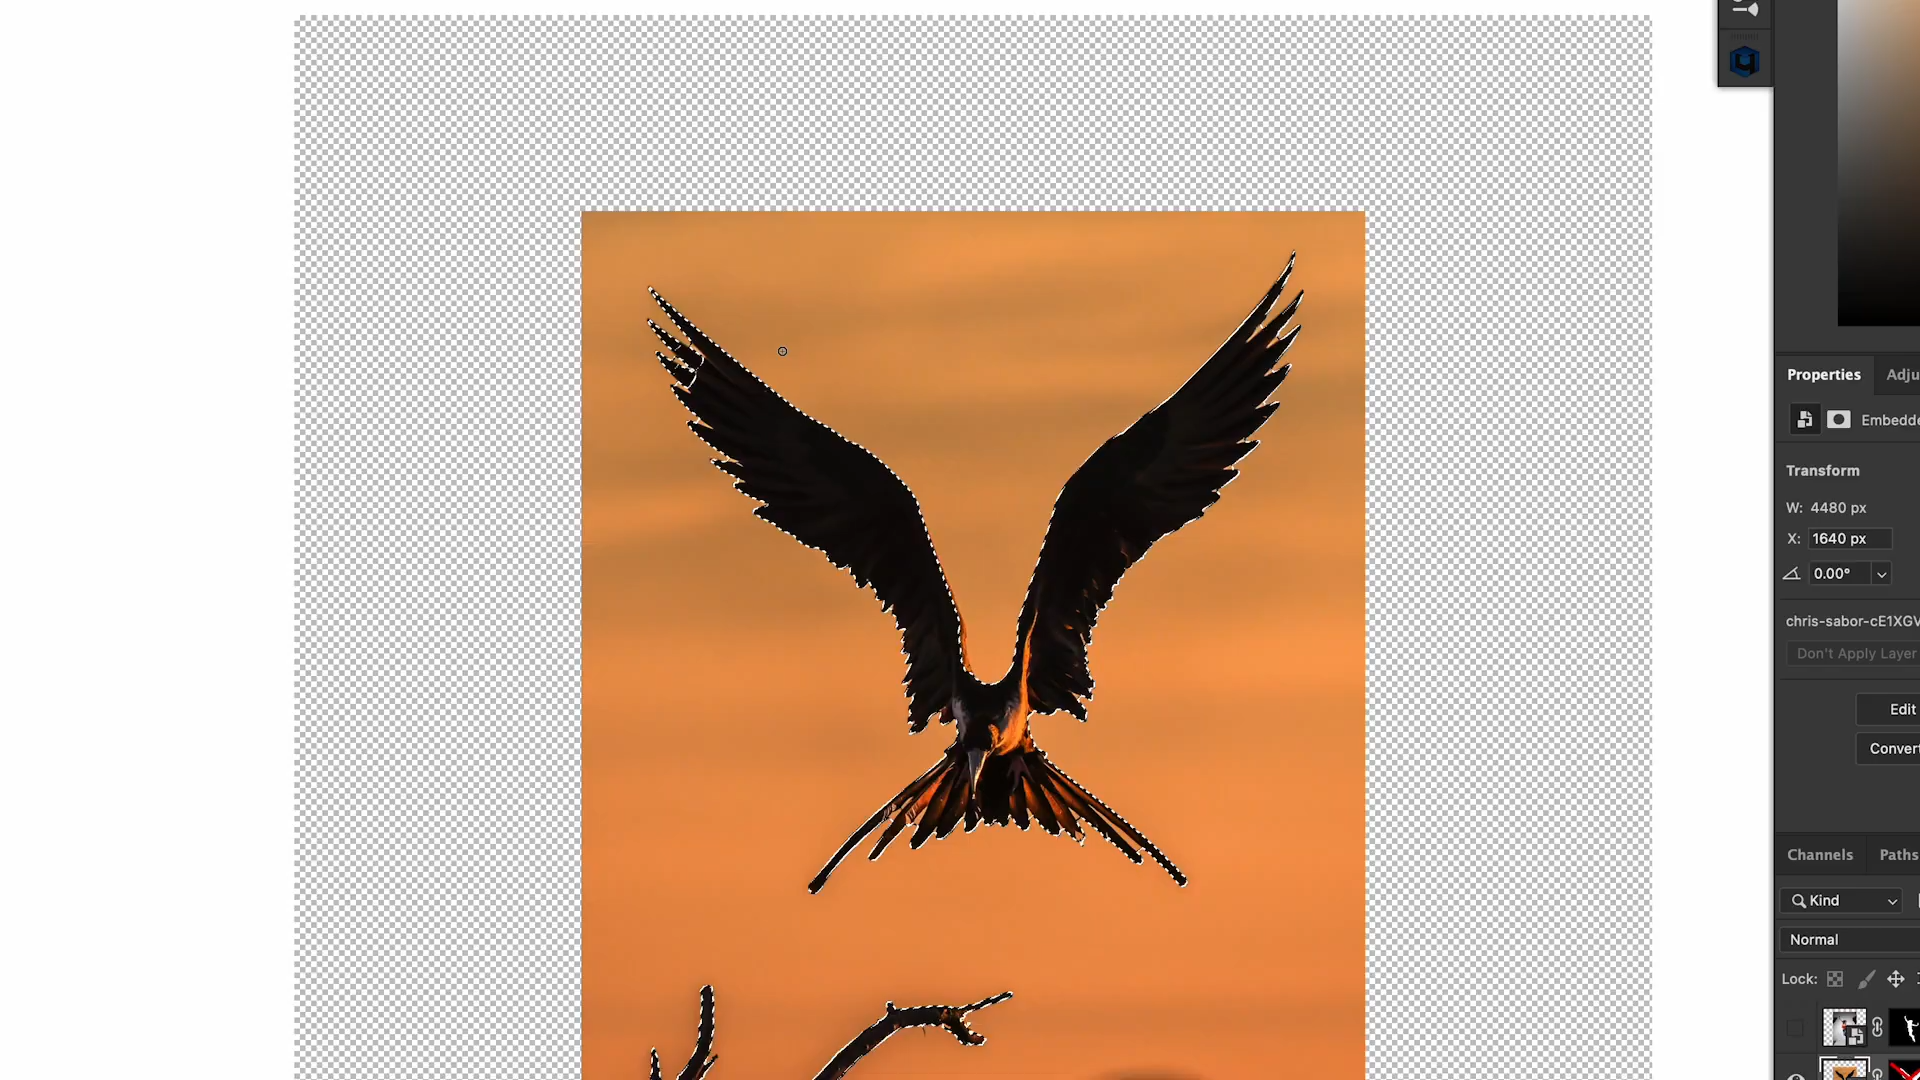 Properties
Adju
Embedde
Transform
W: 4480 px
X: 1640 px
0.00°
chris-sabor-cE1XGV
Don't Apply Layer
Edit
Convert
Channels
Paths
Kind
Normal
Lock: